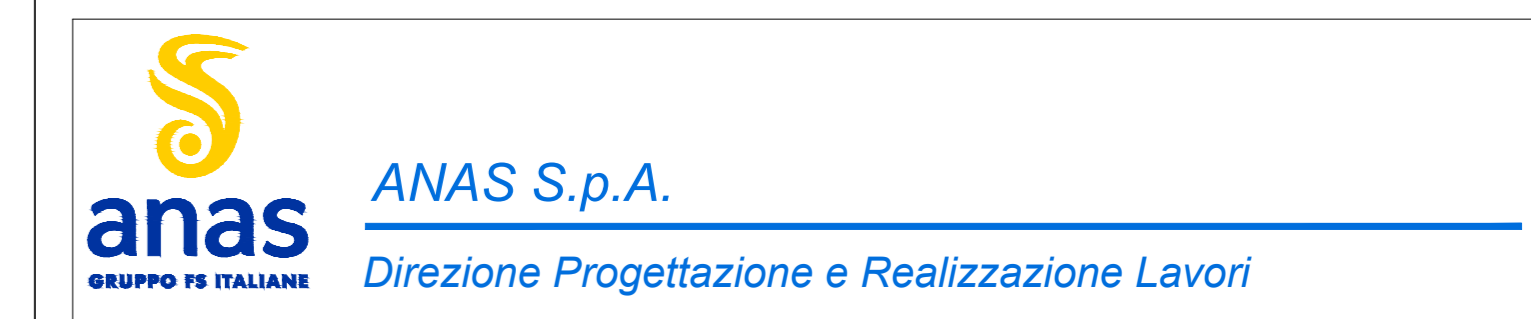 anas
GRUPPO FS ITALIANE
ANAS S.p.A.
Direzione Progettazione e Realizzazione Lavori